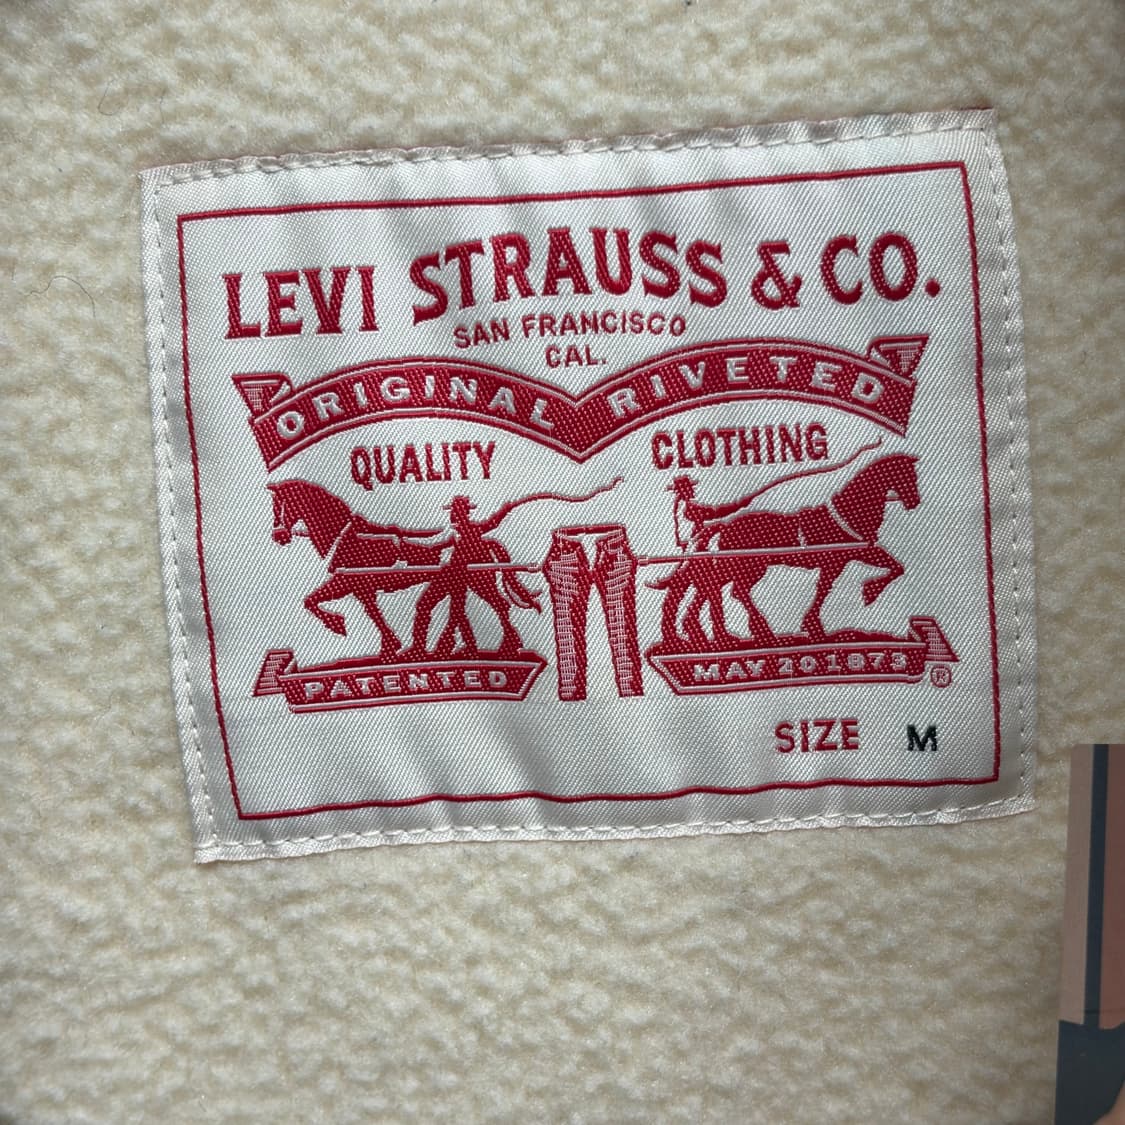 LEVI STRAUSS & CO.
SAN FRANCISCO
CAL.
ORIGINAL RIVETED
QUALITY CLOTHING
PATENTED MAY 20 1873 ®
SIZE M